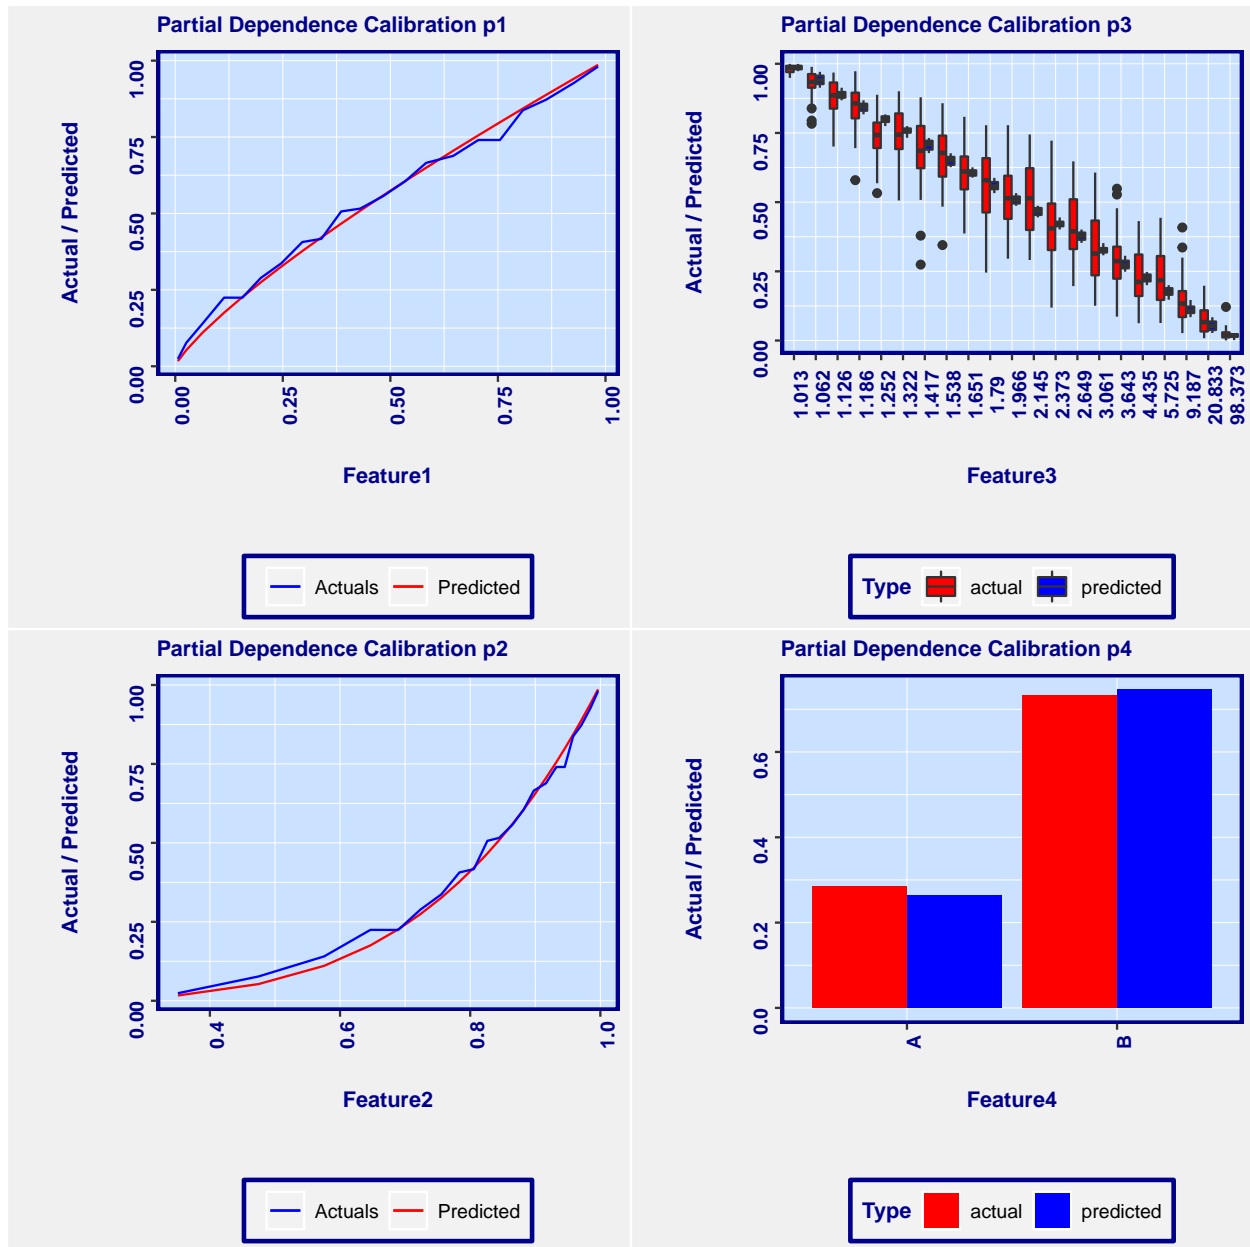 Partial Dependence Calibration p1
Actual / Predicted
1.00
0.75
0.50
0.25
0.00
0.00
0.25
0.50
0.75
1.00
Feature1
Actuals
Predicted
Partial Dependence Calibration p3
Actual / Predicted
1.00
0.75
0.50
0.25
0.00
1.013
1.062
1.126
1.186
1.252
1.322
1.417
1.538
1.651
1.79
1.966
2.145
2.373
2.649
3.061
3.643
4.435
5.725
9.187
20.833
98.373
Feature3
Type
actual
predicted
Partial Dependence Calibration p2
Actual / Predicted
1.00
0.75
0.50
0.25
0.00
0.4
0.6
0.8
1.0
Feature2
Actuals
Predicted
Partial Dependence Calibration p4
Actual / Predicted
0.6
0.4
0.2
0.0
A
B
Feature4
Type
actual
predicted